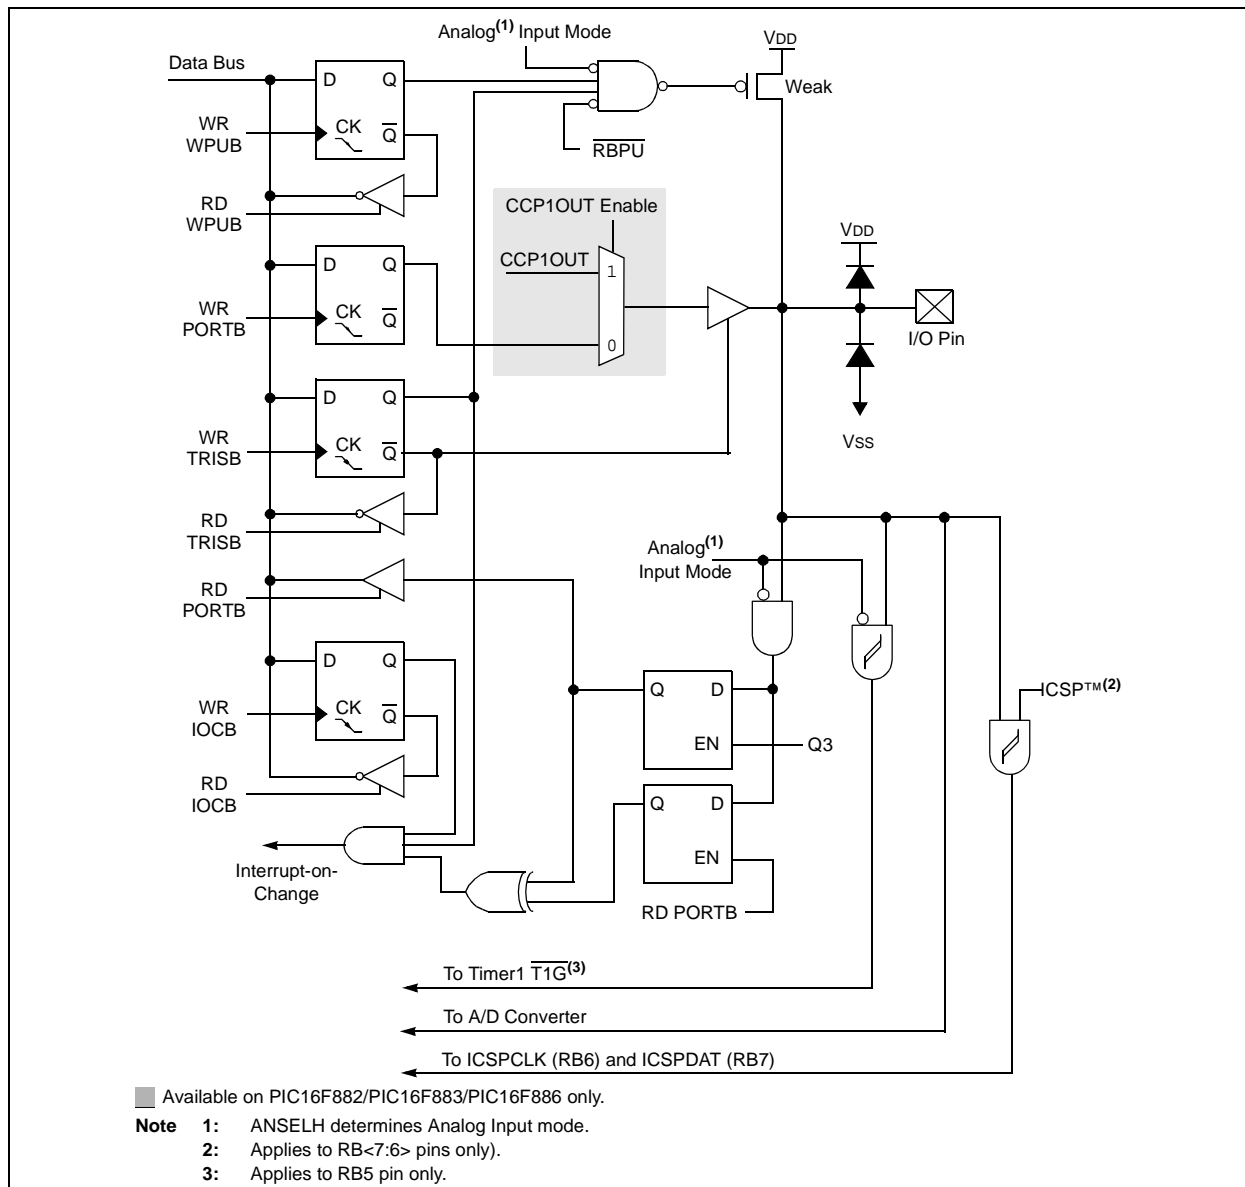 Analog(1) Input Mode
VDD
Data Bus
D Q
Weak
WR
WPUB
CK
Q
RBPU
RD
WPUB
CCP1OUT Enable
VDD
D Q
CCP1OUT
1
WR
PORTB
CK
Q
I/O Pin
0
D Q
WR
TRISB
CK
Q
VSS
RD
TRISB
Analog(1)
Input Mode
RD
PORTB
D Q
Q D
ICSP™(2)
WR
IOCB
CK
Q
EN
Q3
RD
IOCB
Q D
EN
Interrupt-on-
Change
RD PORTB
To Timer1 T1G(3)
To A/D Converter
To ICSPCLK (RB6) and ICSPDAT (RB7)
Available on PIC16F882/PIC16F883/PIC16F886 only.
Note 1: ANSELH determines Analog Input mode.
2: Applies to RB<7:6> pins only).
3: Applies to RB5 pin only.